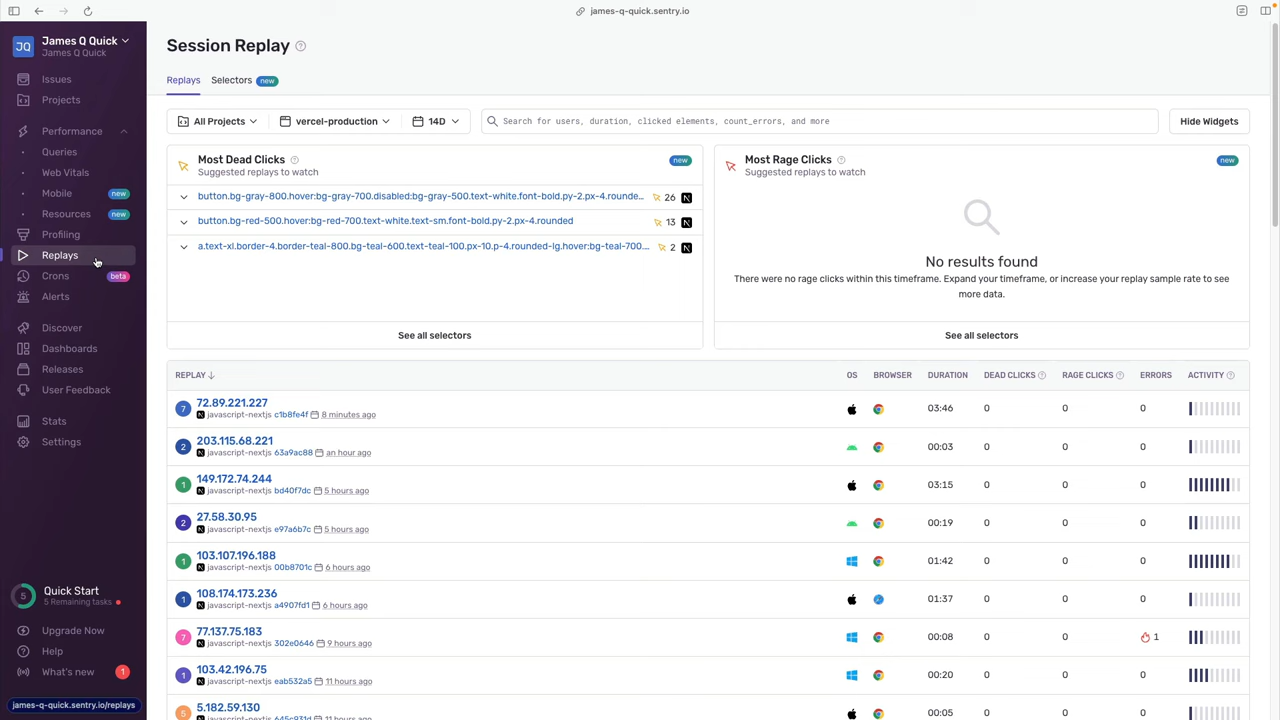 james-q-quick.sentry.io
JQ
James Q Quick
James Q Quick
Issues
Projects
Performance
Queries
Web Vitals
Mobile new
Resources new
Profiling
Replays
Crons beta
Alerts
Discover
Dashboards
Releases
User Feedback
Stats
Settings
5
Quick Start
5 Remaining tasks
Upgrade Now
Help
What's new 1
james-q-quick.sentry.io/replays
Session Replay
Replays Selectors new
All Projects vercel-production 14D Search for users, duration, clicked elements, count_errors, and more Hide Widgets
Most Dead Clicks new
Suggested replays to watch
button.bg-gray-800.hover:bg-gray-700.disabled:bg-gray-500.text-white.font-bold.py-2.px-4.rounde... 26 N
button.bg-red-500.hover:bg-red-700.text-white.text-sm.font-bold.py-2.px-4.rounded 13 N
a.text-xl.border-4.border-teal-800.bg-teal-600.text-teal-100.px-10.p-4.rounded-lg.hover:bg-teal-700.... 2 N
See all selectors
Most Rage Clicks new
Suggested replays to watch
No results found
There were no rage clicks within this timeframe. Expand your timeframe, or increase your replay sample rate to see
more data.
See all selectors
REPLAY OS BROWSER DURATION DEAD CLICKS RAGE CLICKS ERRORS ACTIVITY
7 72.89.221.227 03:46 0 0 0
N javascript-nextjs c1b8fe4f 8 minutes ago
2 203.115.68.221 00:03 0 0 0
N javascript-nextjs 63a9ac88 an hour ago
1 149.172.74.244 03:15 0 0 0
N javascript-nextjs bd40f7dc 5 hours ago
2 27.58.30.95 00:19 0 0 0
N javascript-nextjs e97a6b7c 5 hours ago
1 103.107.196.188 01:42 0 0 0
N javascript-nextjs 00b8701c 6 hours ago
1 108.174.173.236 01:37 0 0 0
N javascript-nextjs a4907fd1 6 hours ago
7 77.137.75.183 00:08 0 0 1
N javascript-nextjs 302e0646 9 hours ago
1 103.42.196.75 00:20 0 0 0
N javascript-nextjs eab532a5 11 hours ago
5 5.182.59.130 00:05 0 0 0
N javascript-nextjs 645c931d 11 hours ago